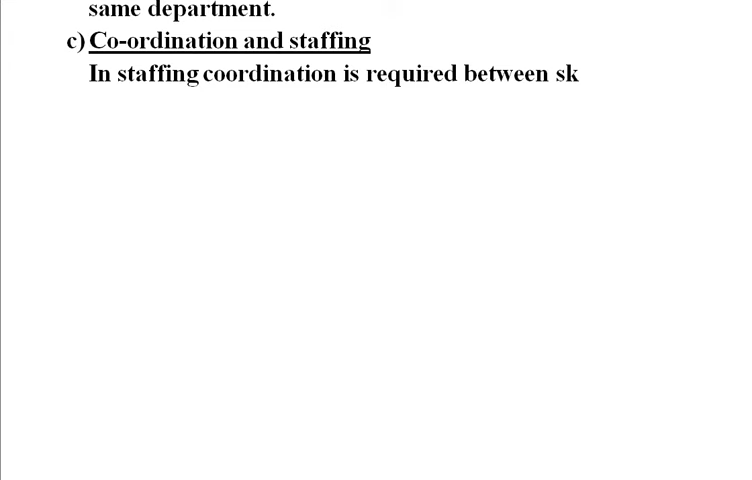 same department.
c) Co-ordination and staffing
In staffing coordination is required between sk